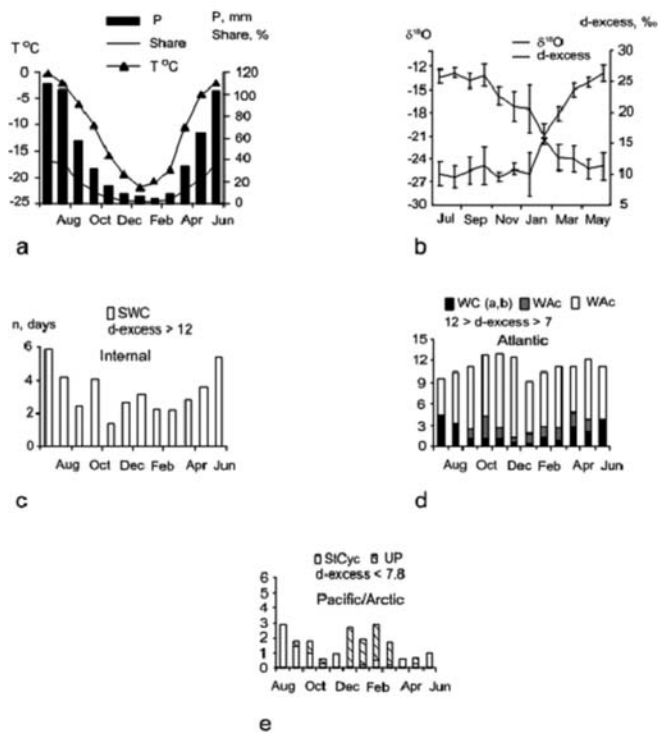 P P, mm
Share Share, %
T °C T °C
0 120
-5 100
-10 80
60
-15 40
-20 20
-25 0
Aug Oct Dec Feb Apr Jun
a
d-excess, ‰
δ¹⁸O δ¹⁸O
d-excess
-12 30
-15 25
-18
-21 20
-24 15
-27 10
-30 5
Jul Sep Nov Jan Mar May
b
SWC
n, days d-excess > 12
6 Internal
4
2
0
Aug Oct Dec Feb Apr Jun
c
WC (a,b) WAc WAc
12 > d-excess > 7
15 Atlantic
12
9
6
3
0
Aug Oct Dec Feb Apr Jun
d
StCyc UP
d-excess < 7.8
6 Pacific/Arctic
5
4
3
2
1
0
Aug Oct Dec Feb Apr Jun
e